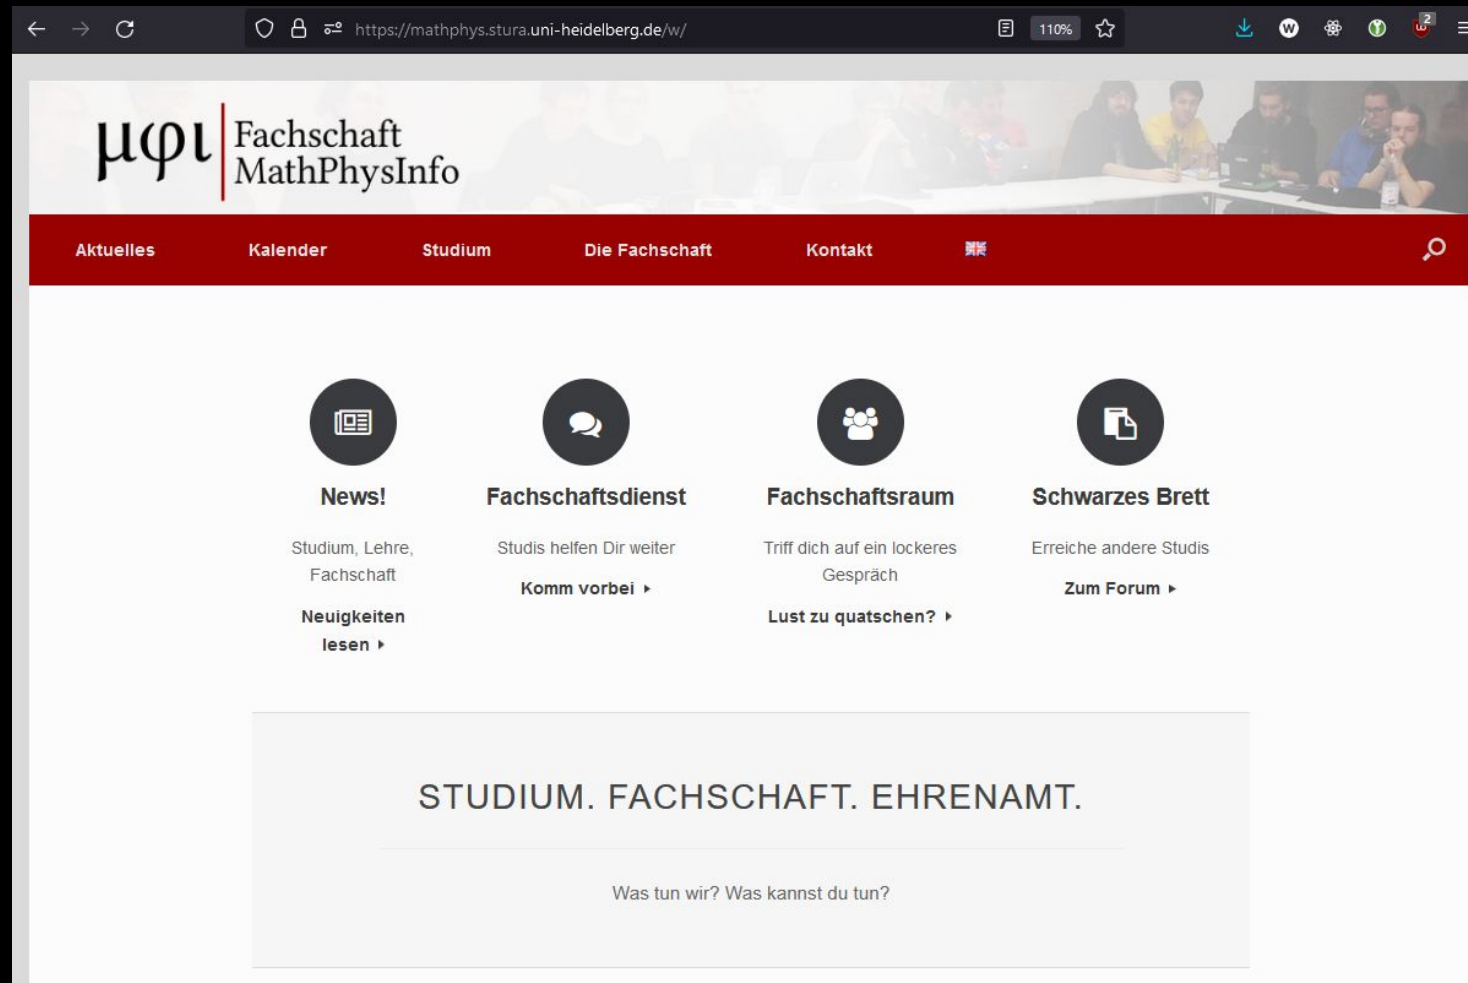 https://mathphys.stura.uni-heidelberg.de/w/
110%
W
2
μφι
Fachschaft
MathPhysInfo
Aktuelles Kalender Studium Die Fachschaft Kontakt
News!
Studium, Lehre,
Fachschaft
Neuigkeiten
lesen
Fachschaftsdienst
Studis helfen Dir weiter
Komm vorbei
Fachschaftsraum
Triff dich auf ein lockeres
Gespräch
Lust zu quatschen?
Schwarzes Brett
Erreiche andere Studis
Zum Forum
STUDIUM. FACHSCHAFT. EHRENAMT.
Was tun wir? Was kannst du tun?